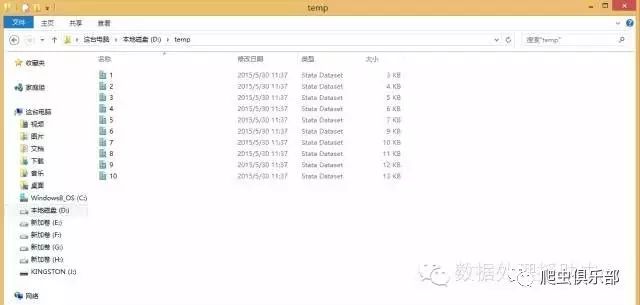 temp
文件 主页 共享 查看
这台电脑 本地磁盘 (D:) temp 搜索"temp"
名称 修改日期 类型 大小
1 2015/5/30 11:37 Stata Dataset 3 KB
2 2015/5/30 11:37 Stata Dataset 4 KB
3 2015/5/30 11:37 Stata Dataset 5 KB
4 2015/5/30 11:37 Stata Dataset 6 KB
5 2015/5/30 11:37 Stata Dataset 7 KB
6 2015/5/30 11:37 Stata Dataset 9 KB
7 2015/5/30 11:37 Stata Dataset 10 KB
8 2015/5/30 11:37 Stata Dataset 11 KB
9 2015/5/30 11:37 Stata Dataset 12 KB
10 2015/5/30 11:37 Stata Dataset 13 KB
收藏夹
家庭组
这台电脑
视频
图片
文档
下载
音乐
桌面
Windows8_OS (C:)
本地磁盘 (D:)
新加卷 (E:)
新加卷 (F:)
新加卷 (G:)
新加卷 (H:)
KINGSTON (J:)
网络
数据处理
爬虫俱乐部